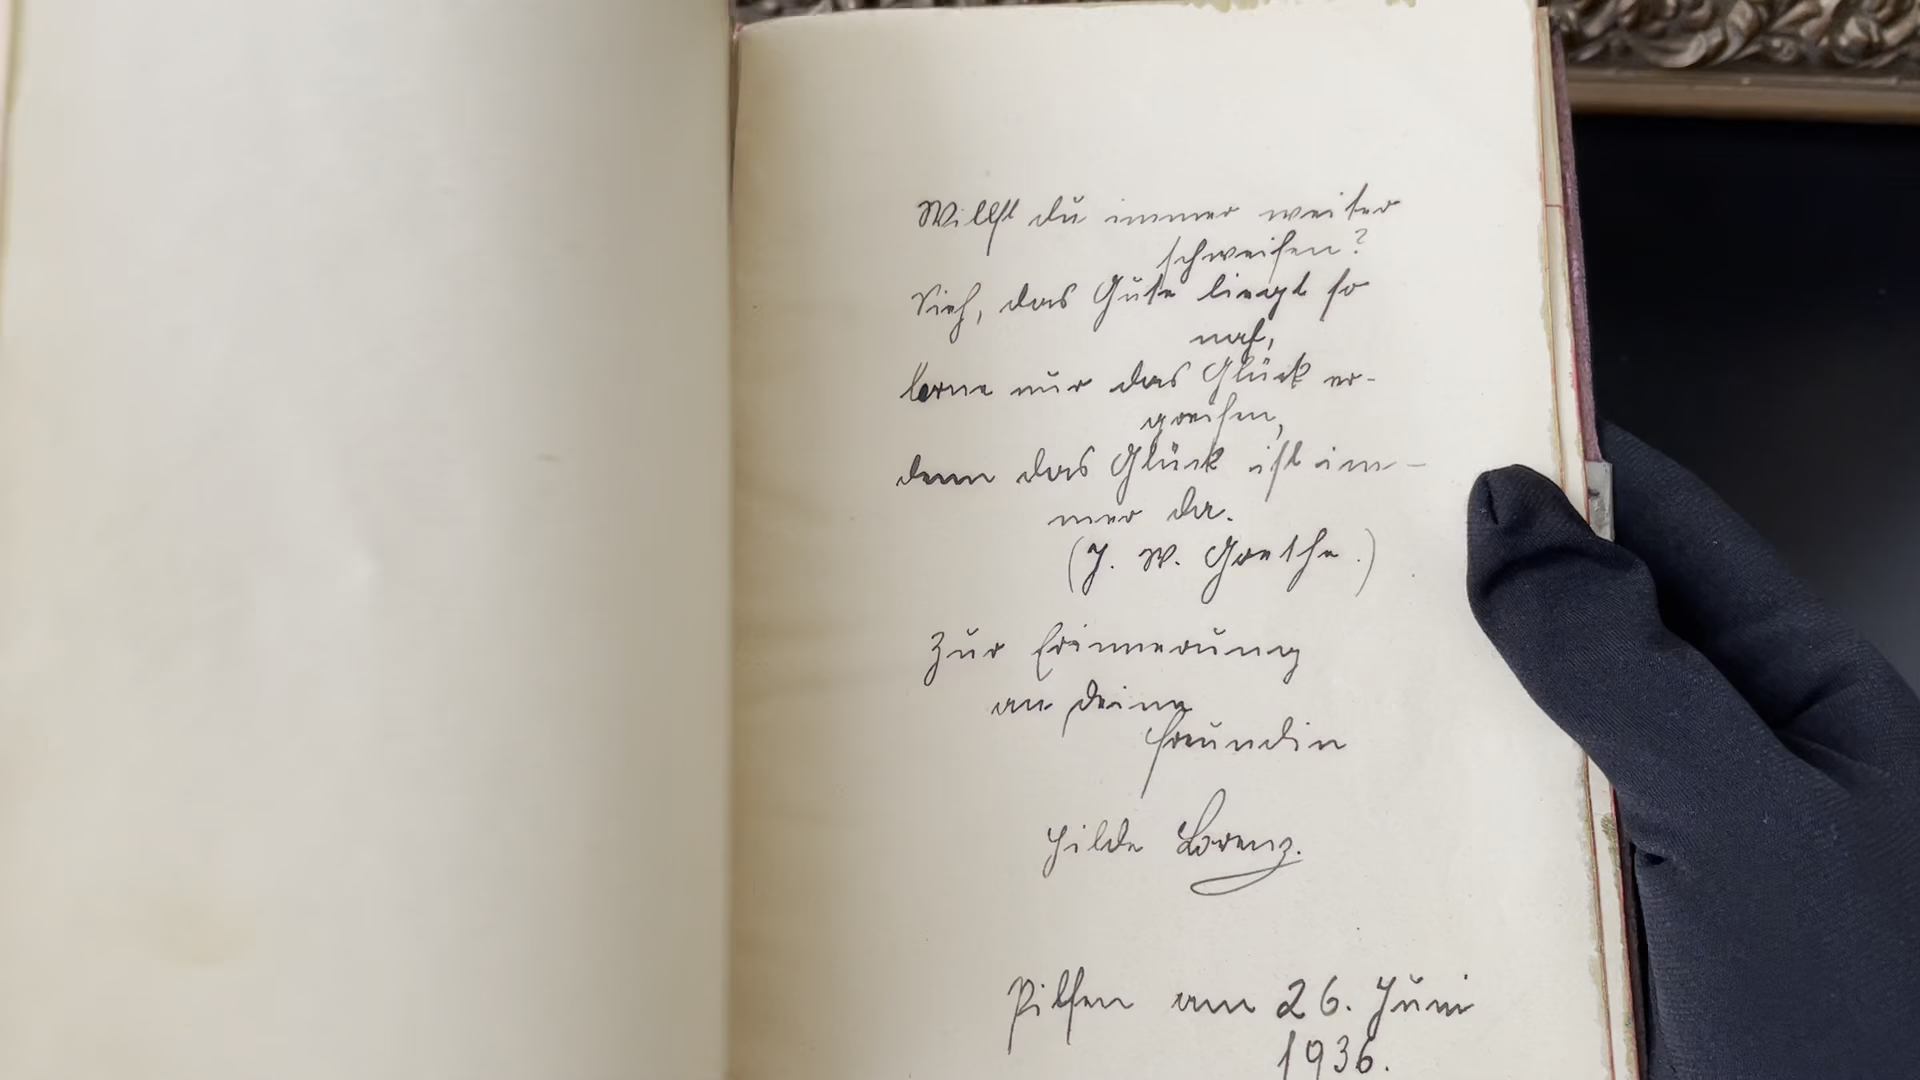 Willst du immer weiter
schweifen?
Sieh, das Gute liegt so
nah,
lerne nur das Glück er-
greifen,
denn das Glück ist im-
mer da.
(J. W. Goethe.)
Zur Erinnerung
an deine
Freundin
Hilde Lorenz.
Pilsen am 26. Juni
1936.